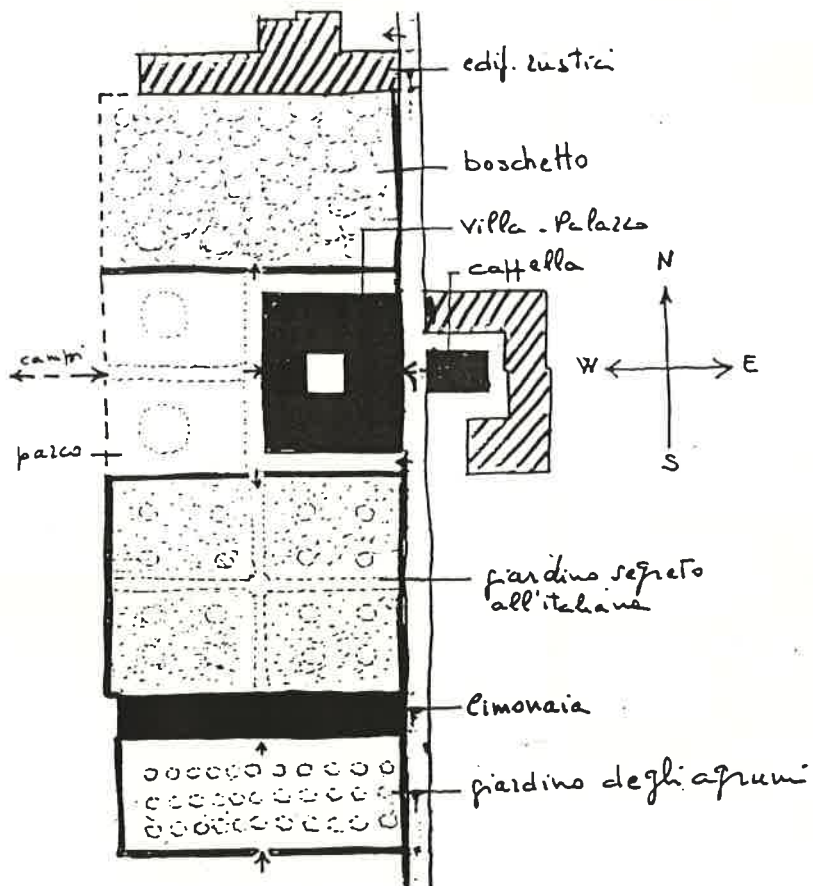 edif. rustici
boschetto
villa-Palazzo
cappella
N
campi
W
E
parco
S
giardino segreto
all'italiana
limonaia
giardino degli agrumi